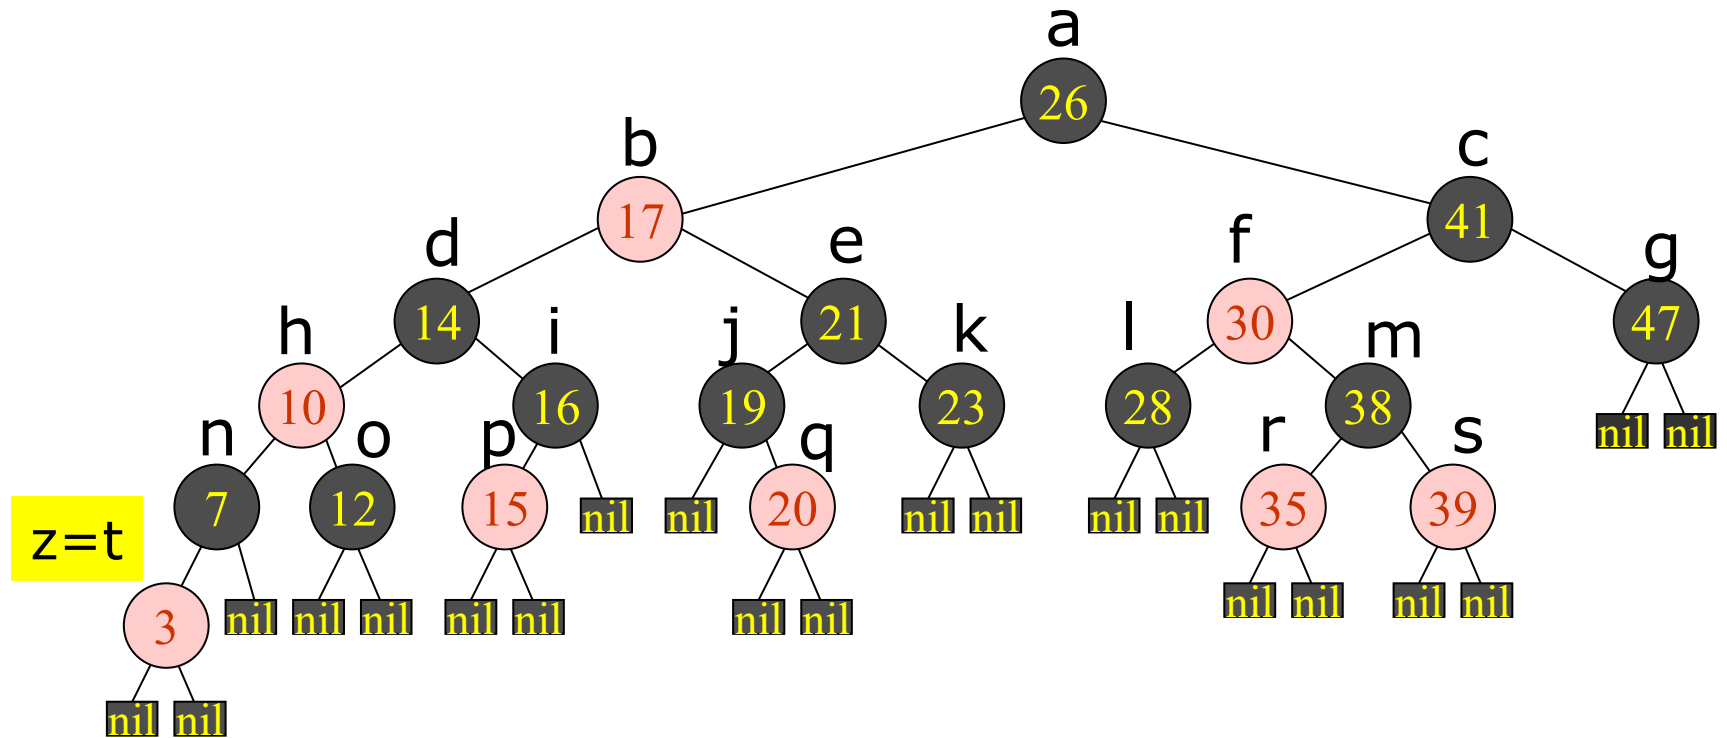 a
26
b c
17 41
d e f g
14 21 30 47
h i j k l m
10 16 19 23 28 38 nil nil
n o p q r s
7 12 15 nil nil 20 nil nil nil nil 35 39
z=t
3 nil nil nil nil nil nil nil nil nil nil nil
nil nil